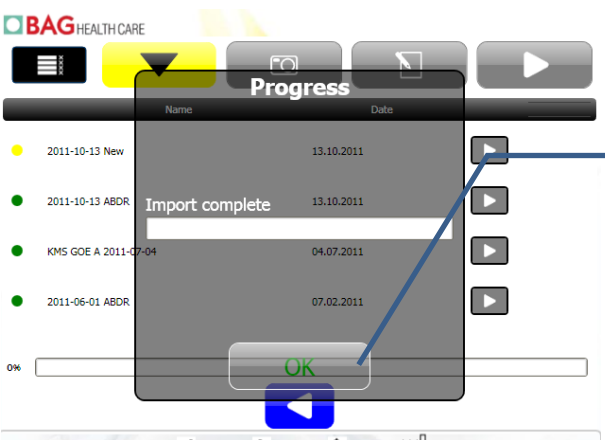 BAG HEALTH CARE
Progress
Name Date
2011-10-13 New 13.10.2011
2011-10-13 ABDR 13.10.2011
Import complete
KMS GOE A 2011-07-04 04.07.2011
2011-06-01 ABDR 07.02.2011
0%
OK